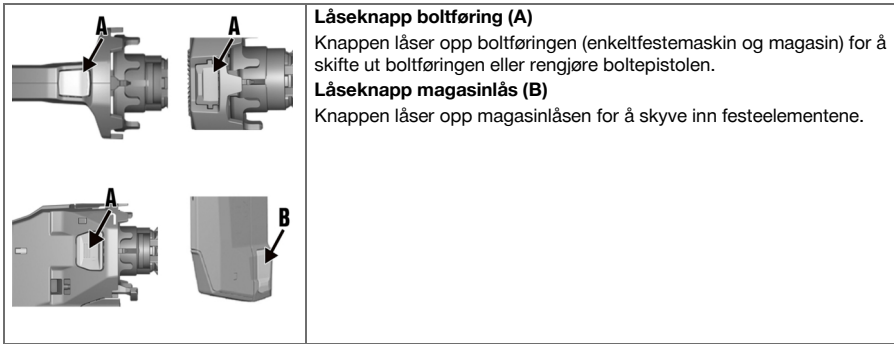 A
A
A
B
Låseknapp boltføring (A)
Knappen låser opp boltføringen (enkeltfestemaskin og magasin) for å
skifte ut boltføringen eller rengjøre boltepistolen.
Låseknapp magasinlås (B)
Knappen låser opp magasinlåsen for å skyve inn festeelementene.